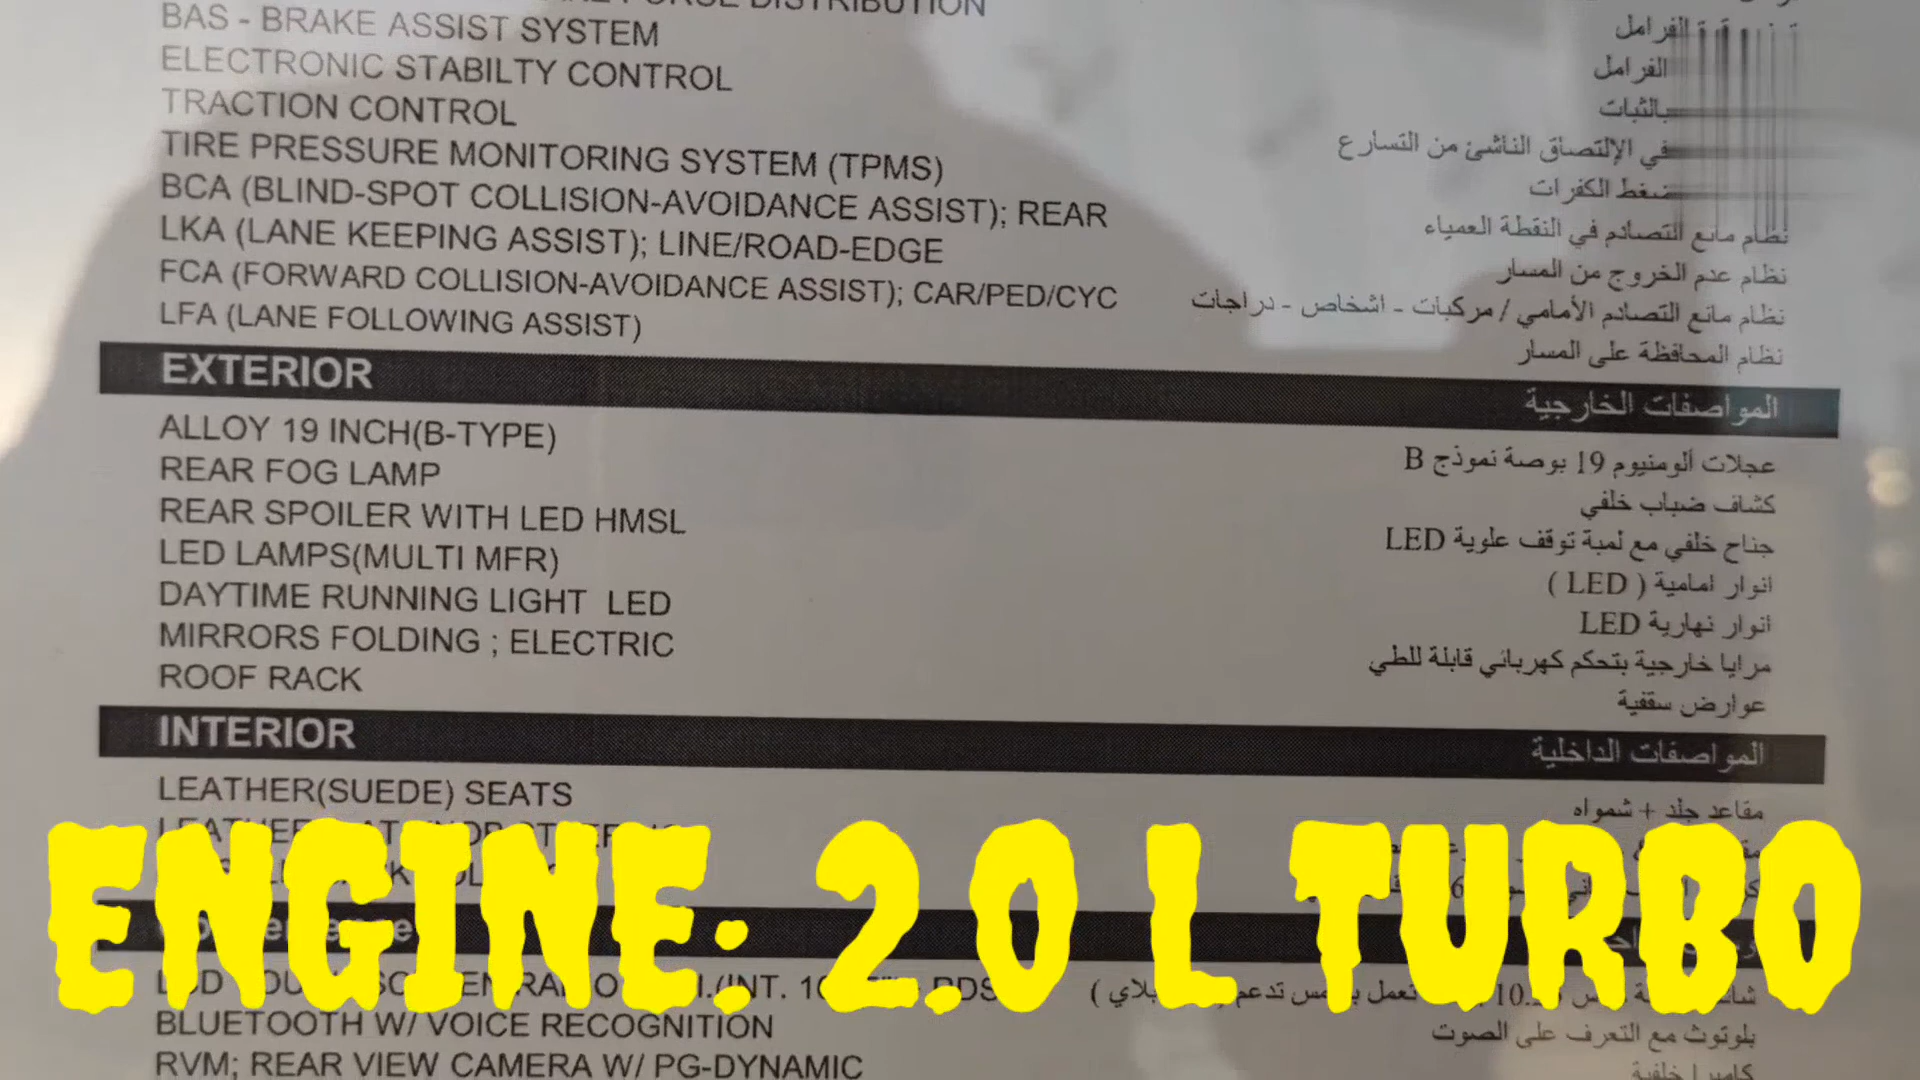 DISTRIBUTION
BAS - BRAKE ASSIST SYSTEM
الفرامل
ELECTRONIC STABILTY CONTROL
الفرامل
TRACTION CONTROL
بالثبات
TIRE PRESSURE MONITORING SYSTEM (TPMS)
في الإلتصاق الناشئ من التسارع
BCA (BLIND-SPOT COLLISION-AVOIDANCE ASSIST); REAR
ضغط الكفرات
LKA (LANE KEEPING ASSIST); LINE/ROAD-EDGE
نظام مانع التصادم في النقطة العمياء
FCA (FORWARD COLLISION-AVOIDANCE ASSIST); CAR/PED/CYC
نظام عدم الخروج من المسار
LFA (LANE FOLLOWING ASSIST)
نظام مانع التصادم الأمامي / مركبات - اشخاص - دراجات
نظام المحافظة على المسار
EXTERIOR
المواصفات الخارجية
ALLOY 19 INCH(B-TYPE)
عجلات ألومنيوم 19 بوصة نموذج B
REAR FOG LAMP
كشاف ضباب خلفي
REAR SPOILER WITH LED HMSL
جناح خلفي مع لمبة توقف علوية LED
LED LAMPS(MULTI MFR)
انوار امامية ( LED )
DAYTIME RUNNING LIGHT LED
انوار نهارية LED
MIRRORS FOLDING ; ELECTRIC
مرايا خارجية بتحكم كهربائي قابلة للطي
ROOF RACK
عوارض سقفية
INTERIOR
المواصفات الداخلية
LEATHER(SUEDE) SEATS
مقاعد جلد + شمواه
ENGINE: 2.0 L TURBO
BLUETOOTH W/ VOICE RECOGNITION
بلوتوث مع التعرف على الصوت
RVM; REAR VIEW CAMERA W/ PG-DYNAMIC
كاميرا خلفية